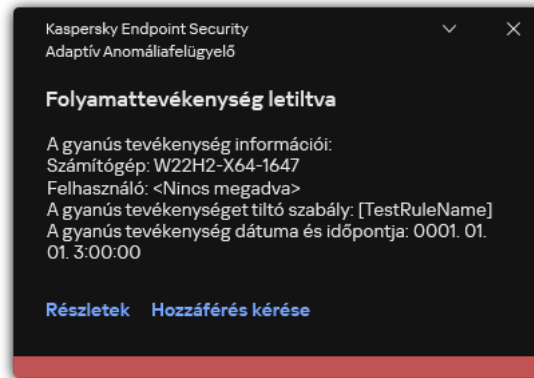 Kaspersky Endpoint Security
Adaptív Anomáliafelügyelő
Folyamattevékenység letiltva
A gyanús tevékenység információi:
Számítógép: W22H2-X64-1647
Felhasználó: <Nincs megadva>
A gyanús tevékenységet tiltó szabály: [TestRuleName]
A gyanús tevékenység dátuma és időpontja: 0001. 01.
01. 3:00:00
Részletek Hozzáférés kérése